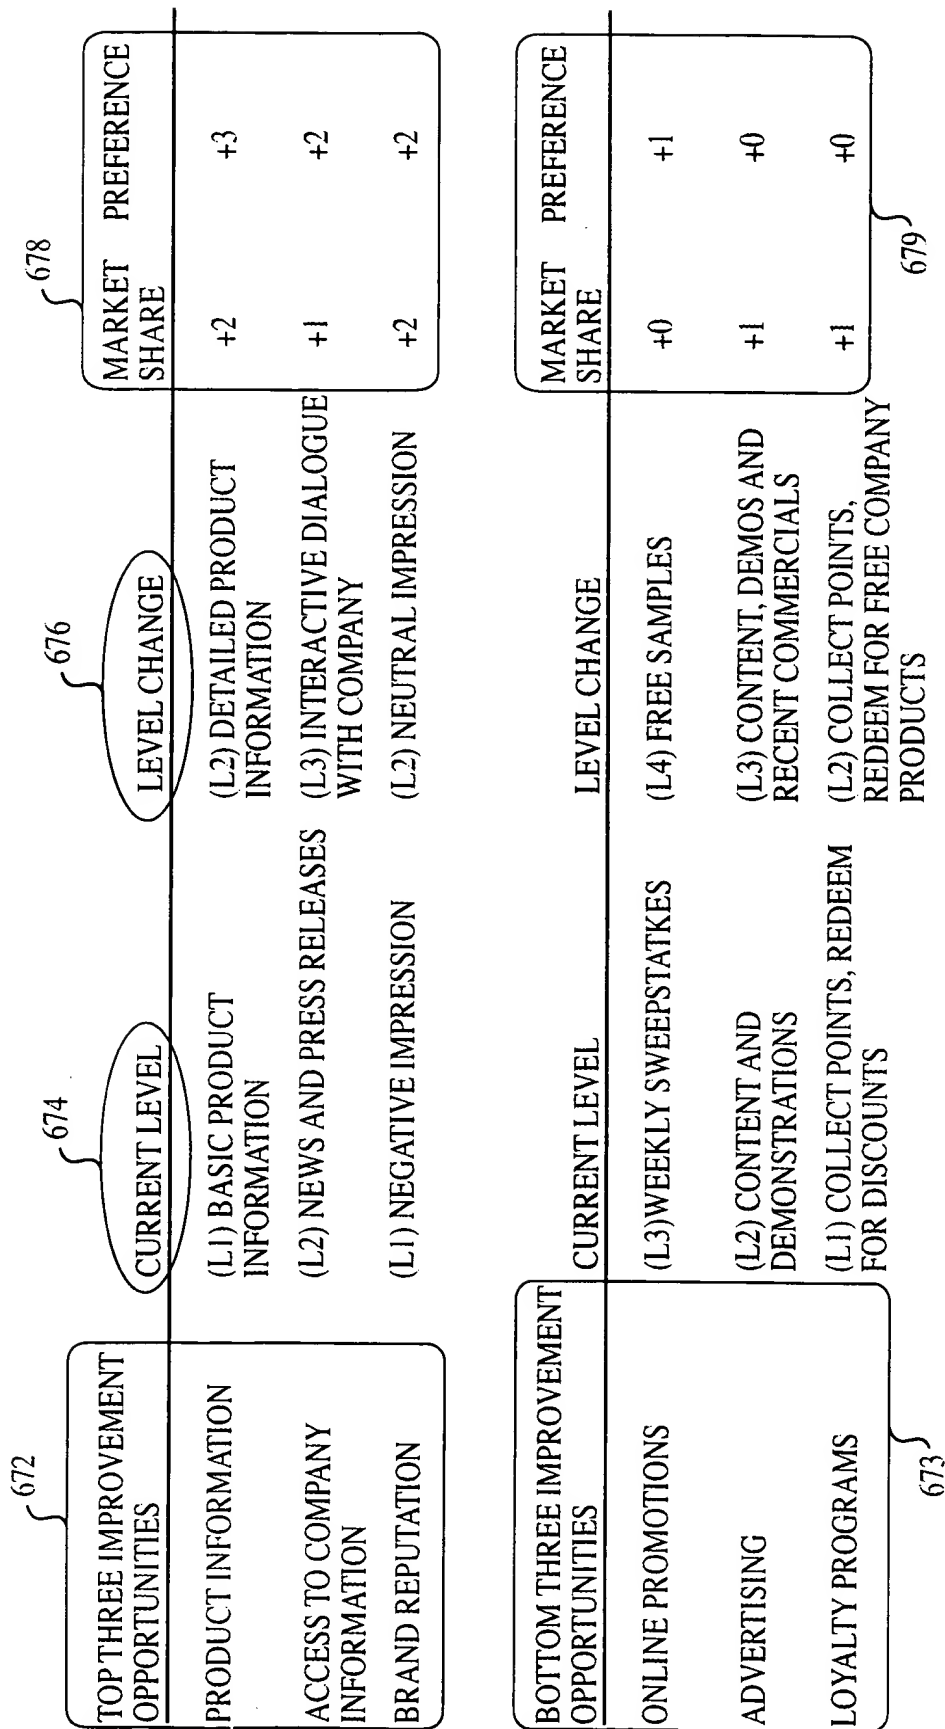 672
674
676
678
TOP THREE IMPROVEMENT
OPPORTUNITIES
CURRENT LEVEL
LEVEL CHANGE
MARKET
SHARE
PREFERENCE
PRODUCT INFORMATION
(L1) BASIC PRODUCT
INFORMATION
(L2) DETAILED PRODUCT
INFORMATION
+2
+3
ACCESS TO COMPANY
INFORMATION
(L2) NEWS AND PRESS RELEASES
(L3) INTERACTIVE DIALOGUE
WITH COMPANY
+1
+2
BRAND REPUTATION
(L1) NEGATIVE IMPRESSION
(L2) NEUTRAL IMPRESSION
+2
+2
BOTTOM THREE IMPROVEMENT
OPPORTUNITIES
CURRENT LEVEL
LEVEL CHANGE
MARKET
SHARE
PREFERENCE
ONLINE PROMOTIONS
(L3)WEEKLY SWEEPSTATKES
(L4) FREE SAMPLES
+0
+1
ADVERTISING
(L2) CONTENT AND
DEMONSTRATIONS
(L3) CONTENT, DEMOS AND
RECENT COMMERCIALS
+1
+0
LOYALTY PROGRAMS
(L1) COLLECT POINTS, REDEEM
FOR DISCOUNTS
(L2) COLLECT POINTS,
REDEEM FOR FREE COMPANY
PRODUCTS
+1
+0
673
679